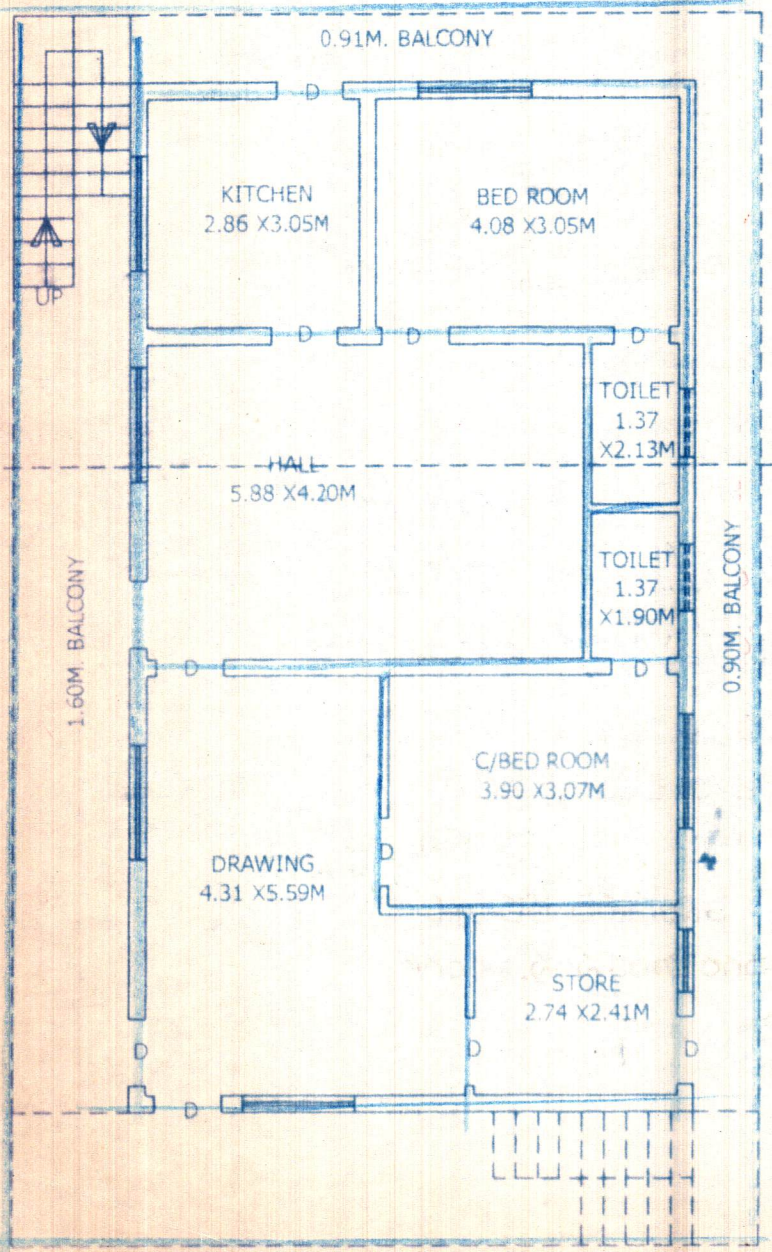 0.91M. BALCONY
D
KITCHEN
2.86 X3.05M
BED ROOM
4.08 X3.05M
UP
D
D
D
TOILET
1.37
X2.13M
HALL
5.88 X4.20M
TOILET
1.37
X1.90M
1.60M. BALCONY
0.90M. BALCONY
D
D
C/BED ROOM
3.90 X3.07M
D
DRAWING
4.31 X5.59M
STORE
2.74 X2.41M
D
D
D
D